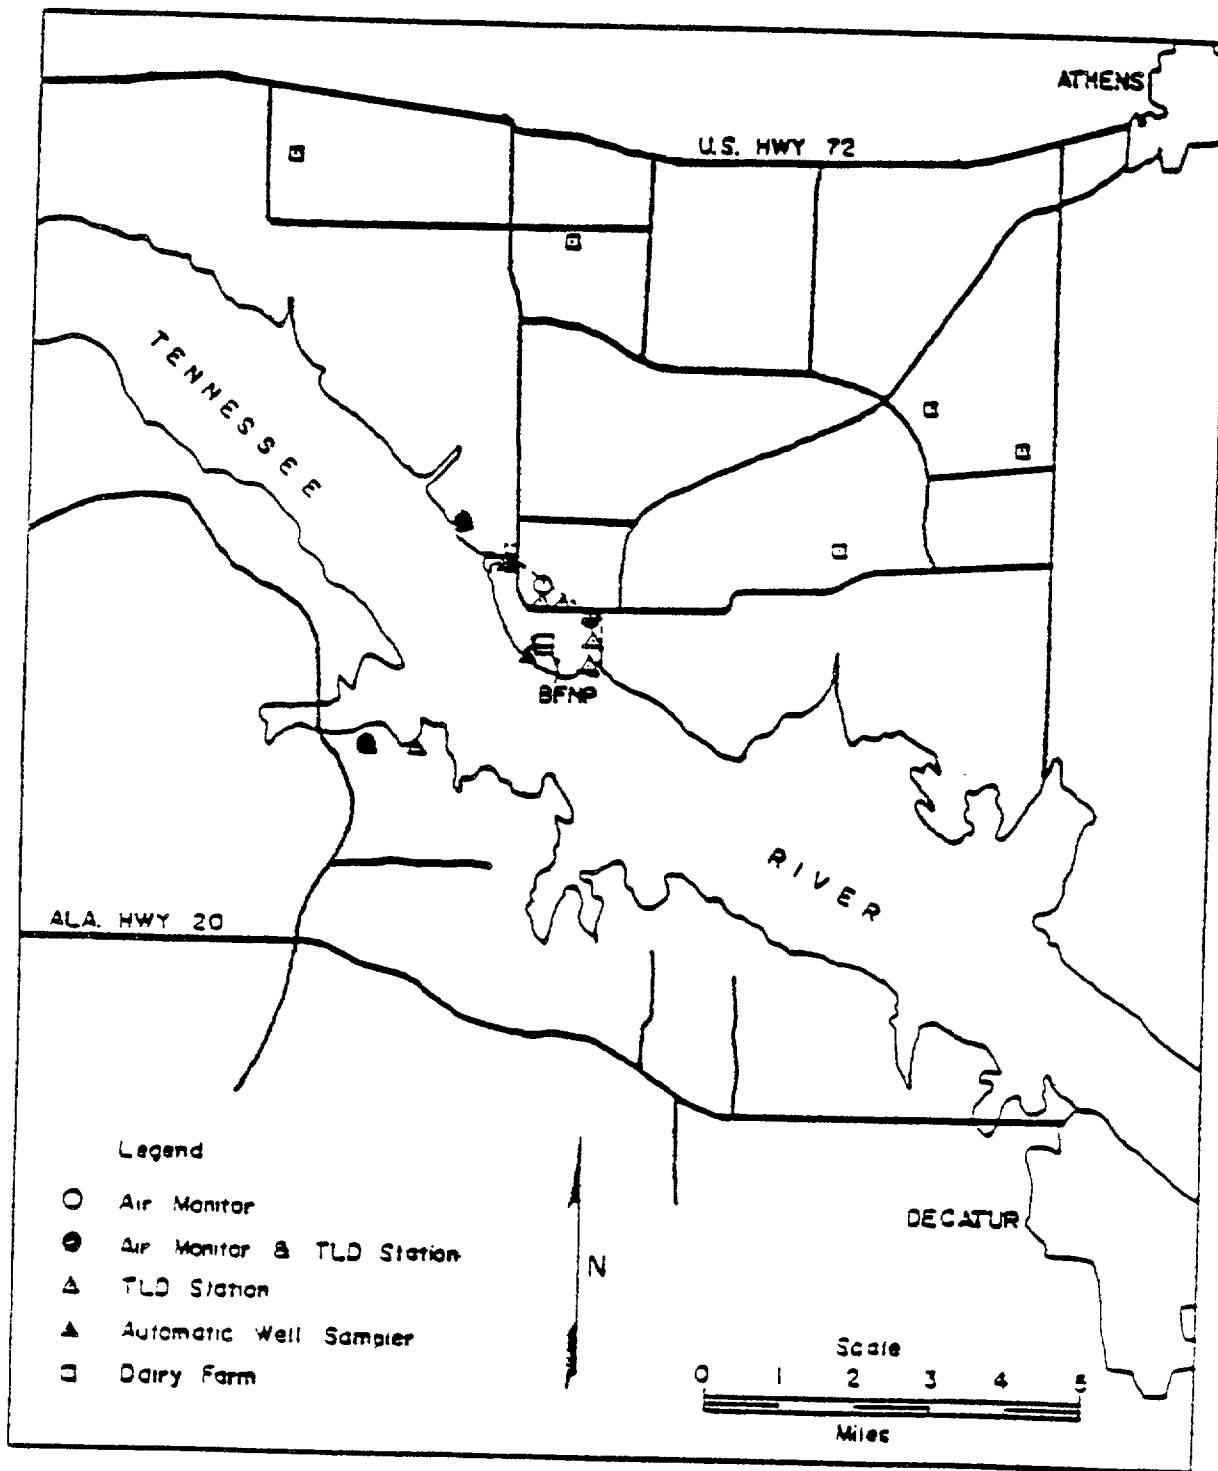 ATHENS
U.S. HWY 72
TENNESSEE
BFNP
RIVER
ALA. HWY 20
Legend
Air Monitor
Air Monitor & TLD Station
TLD Station
Automatic Well Sampler
Dairy Farm
N
DECATUR
Scale
0 1 2 3 4 5
Miles